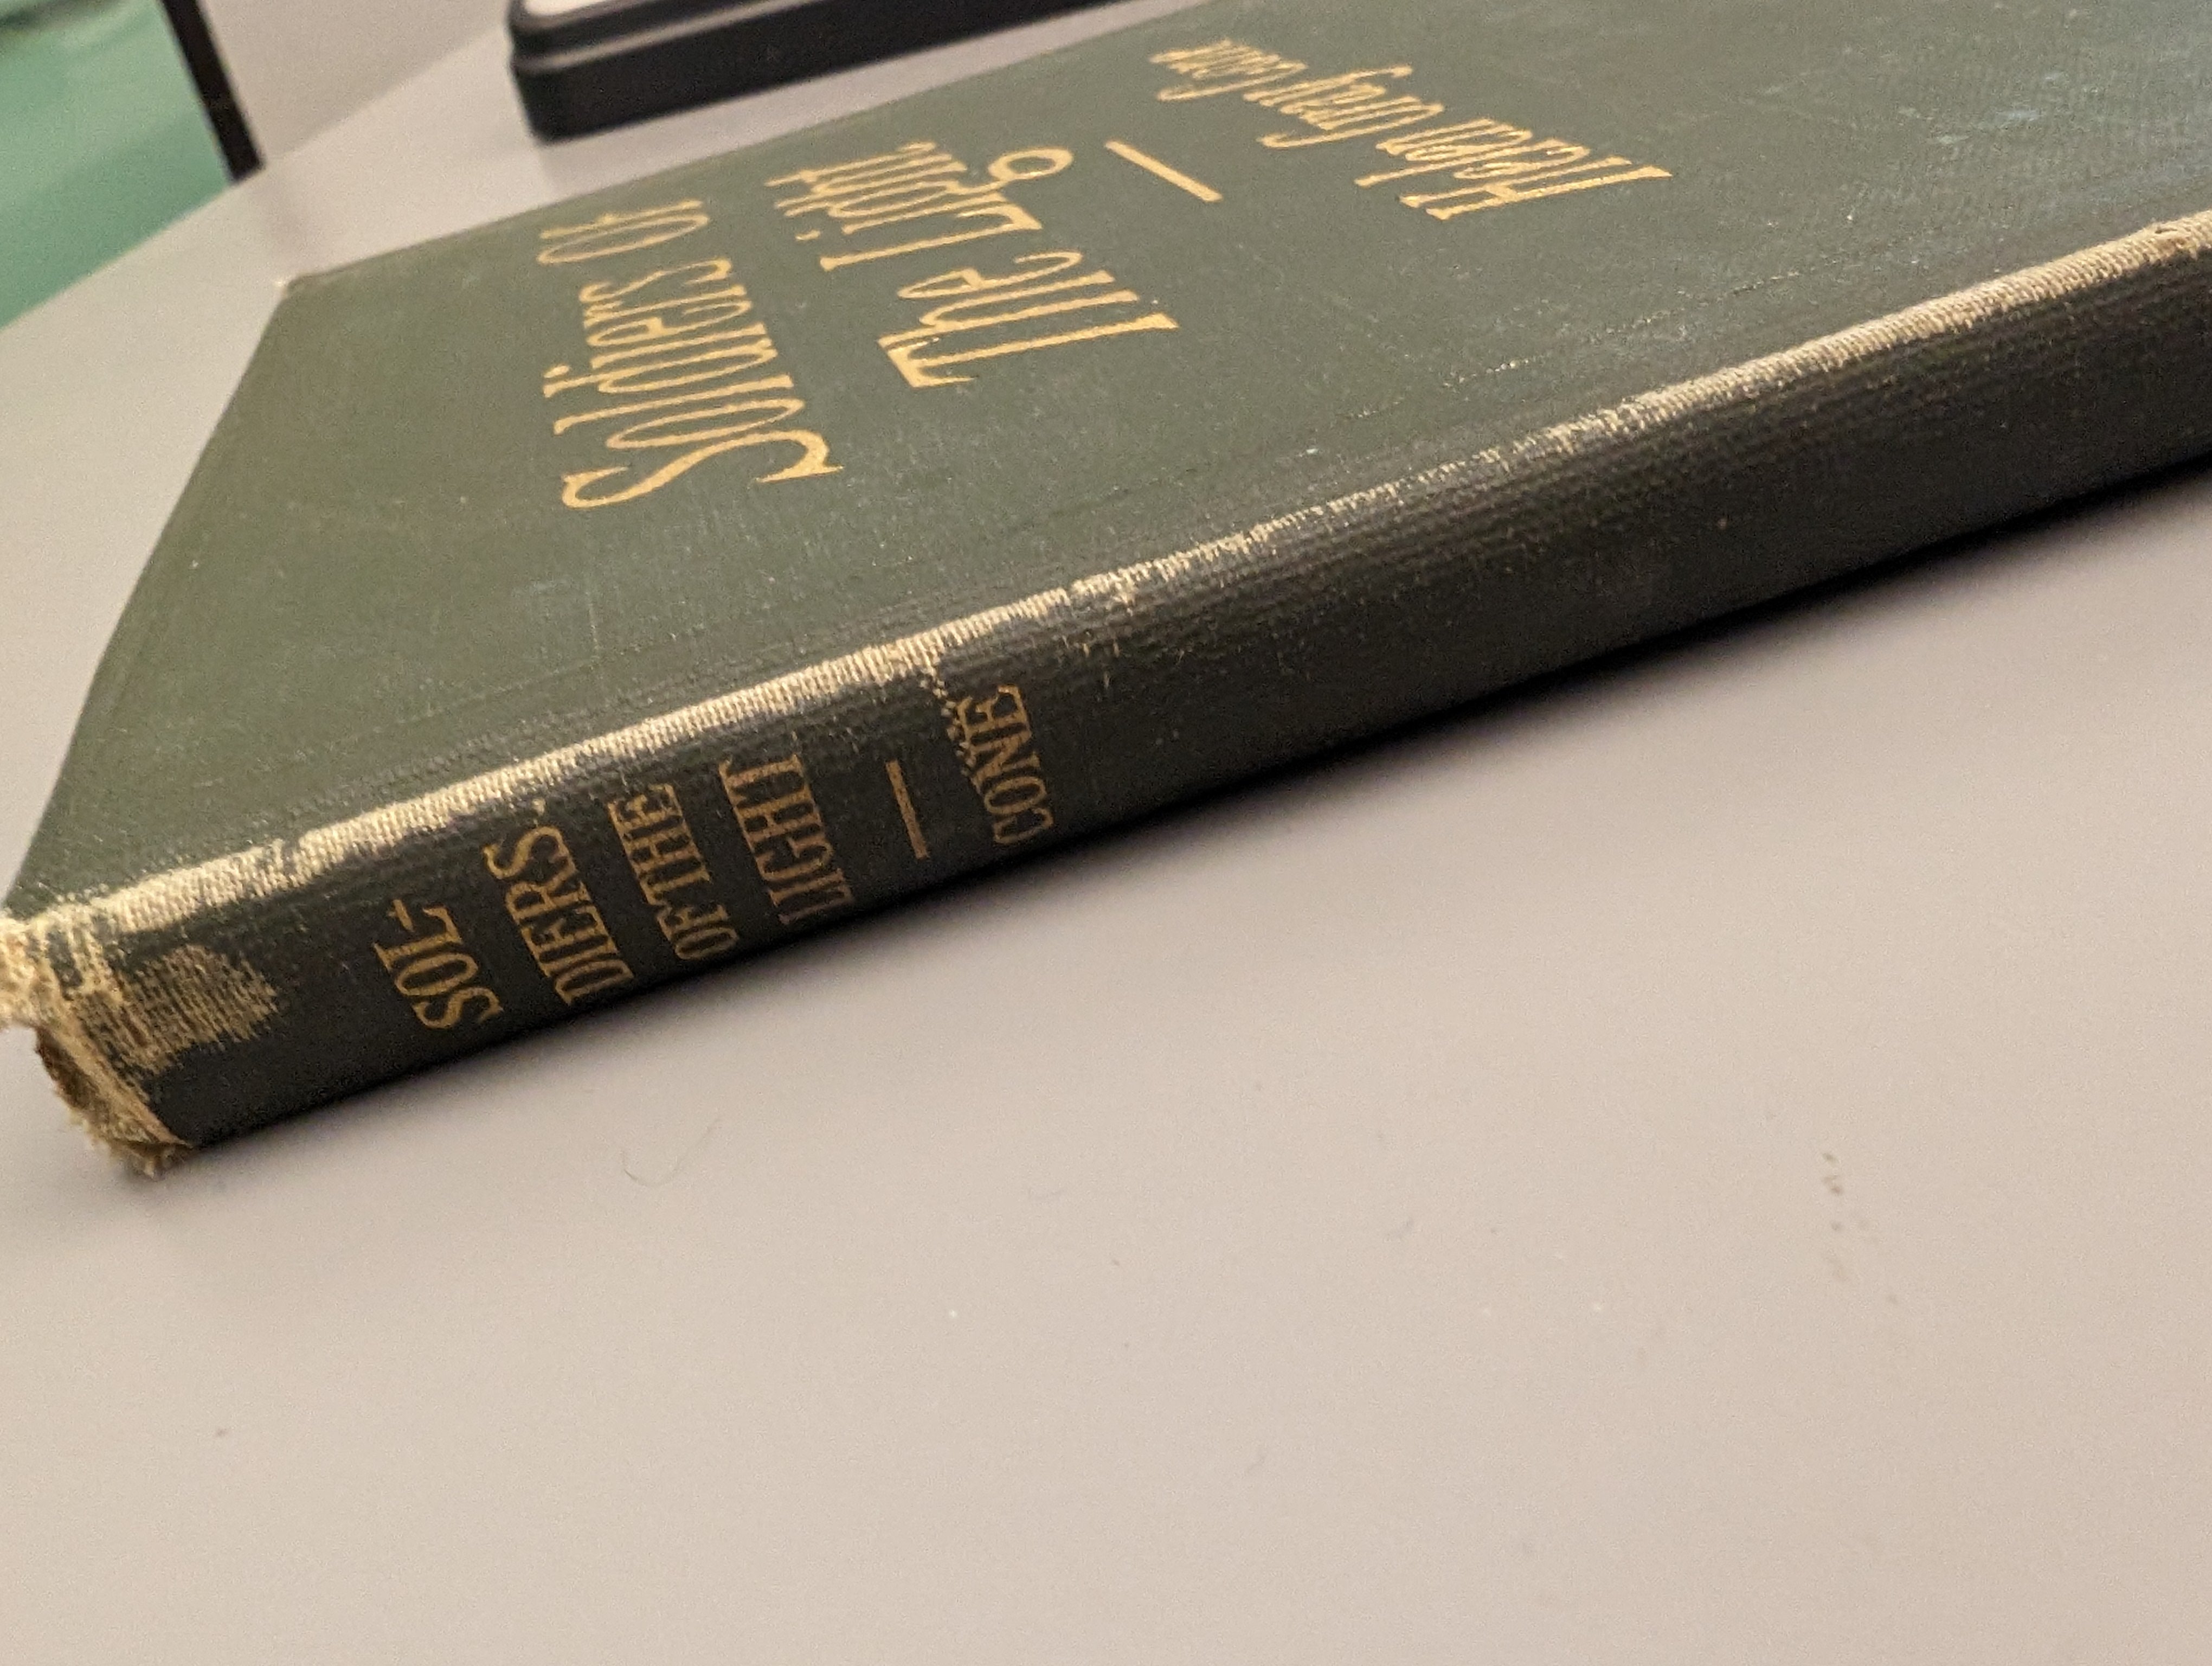 Soldiers of
The Light
Helen Gray Cone
SOL-
DIERS
OF THE
LIGHT
CONE